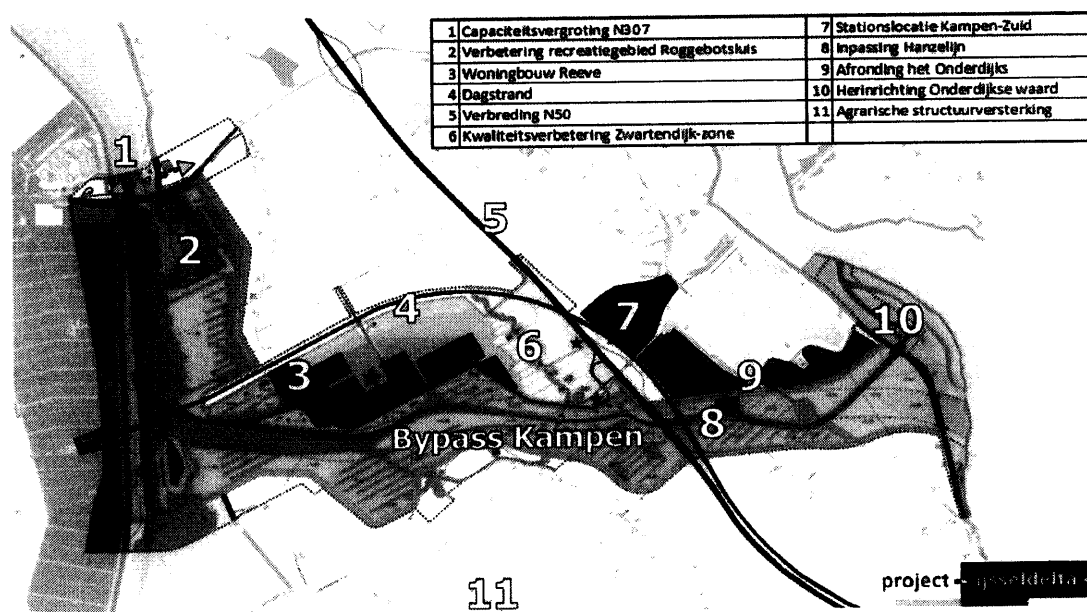 1 Capaciteitsvergroting N307
2 Verbetering recreatiegebied Roggebotsluis
3 Woningbouw Reeve
4 Dagstrand
5 Verbreding N50
6 Kwaliteitsverbetering Zwartendijk-zone
7 Stationslocatie Kampen-Zuid
8 Inpassing Hanzelijn
9 Afronding het Onderdijks
10 Herinrichting Onderdijkse waard
11 Agrarische structuurversterking
1
2
5
4
7
10
3
6
9
8
Bypass Kampen
11
project ijsseldelta